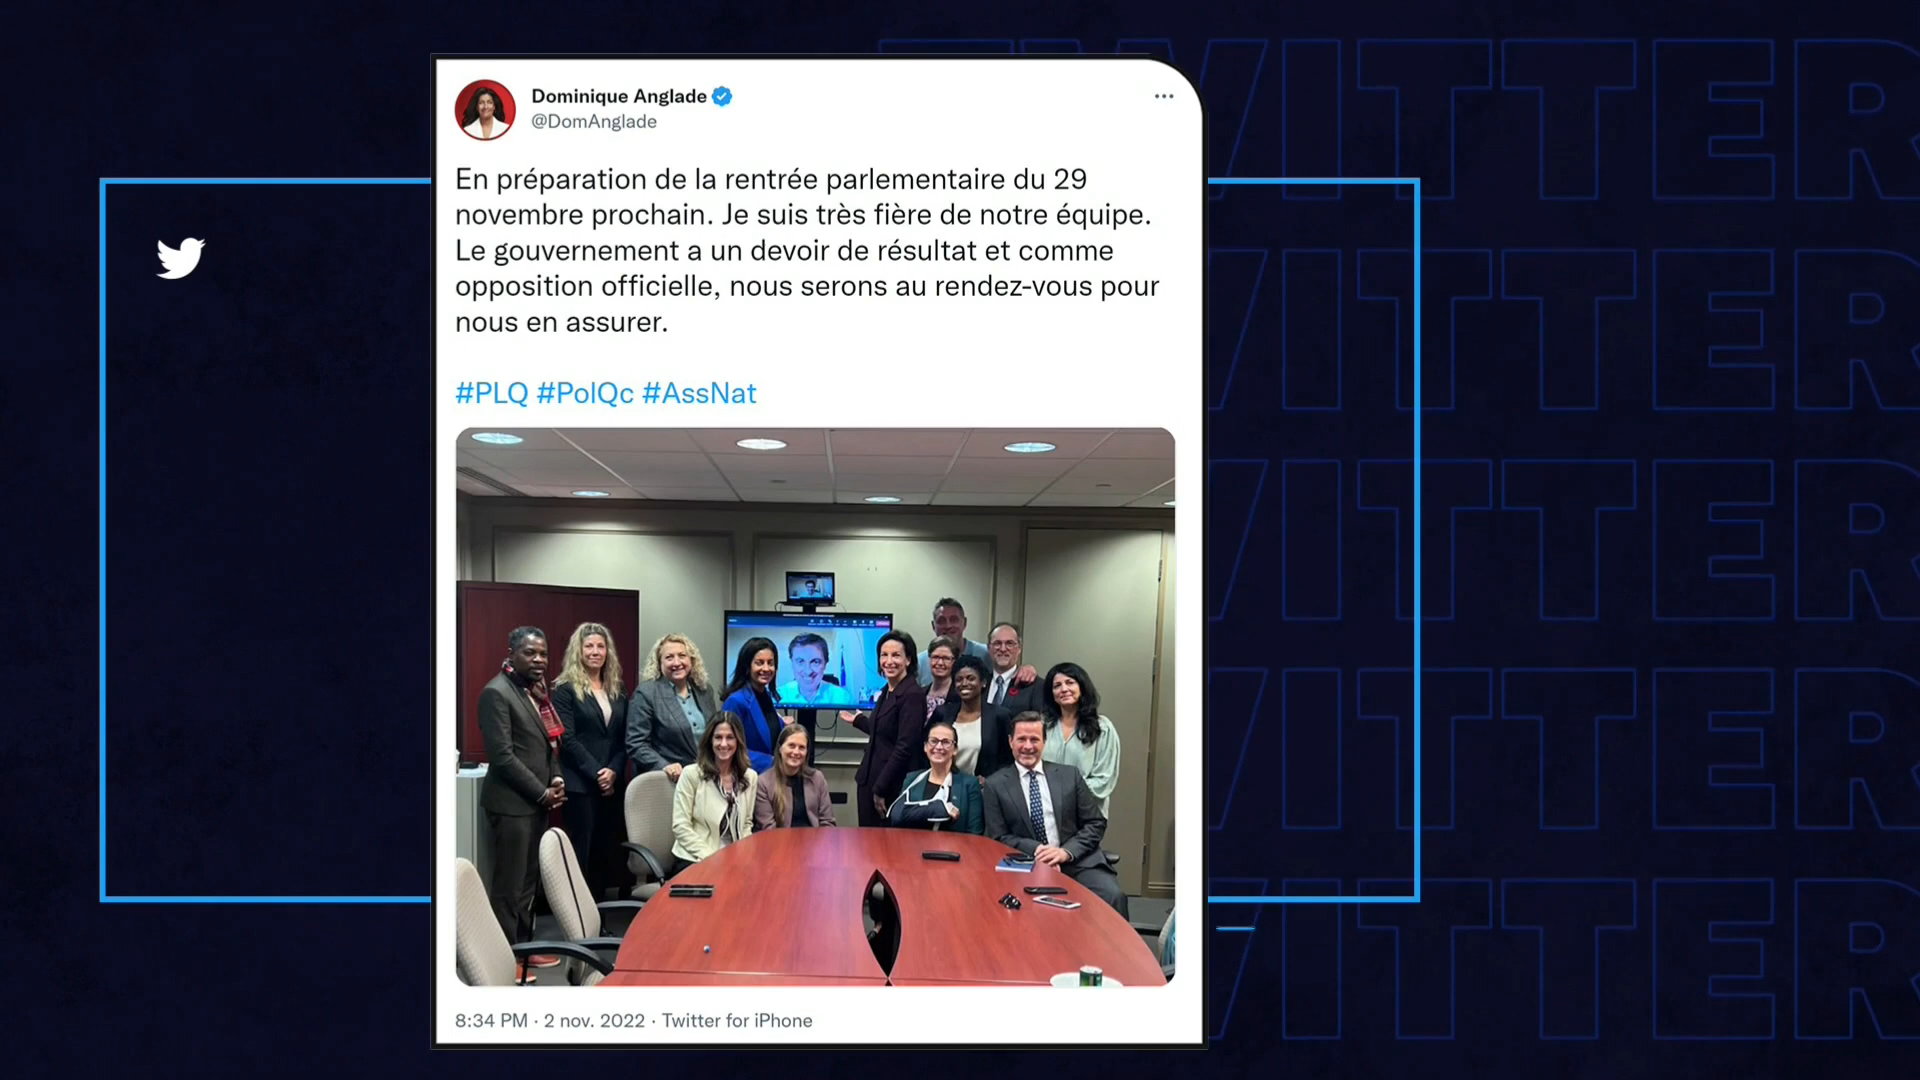 Dominique Anglade
@DomAnglade
En préparation de la rentrée parlementaire du 29
novembre prochain. Je suis très fière de notre équipe.
Le gouvernement a un devoir de résultat et comme
opposition officielle, nous serons au rendez-vous pour
nous en assurer.
#PLQ #PolQc #AssNat
8:34 PM · 2 nov. 2022 · Twitter for iPhone
TWITTER
TWITTER
TWITTER
TWITTER
TWITTER